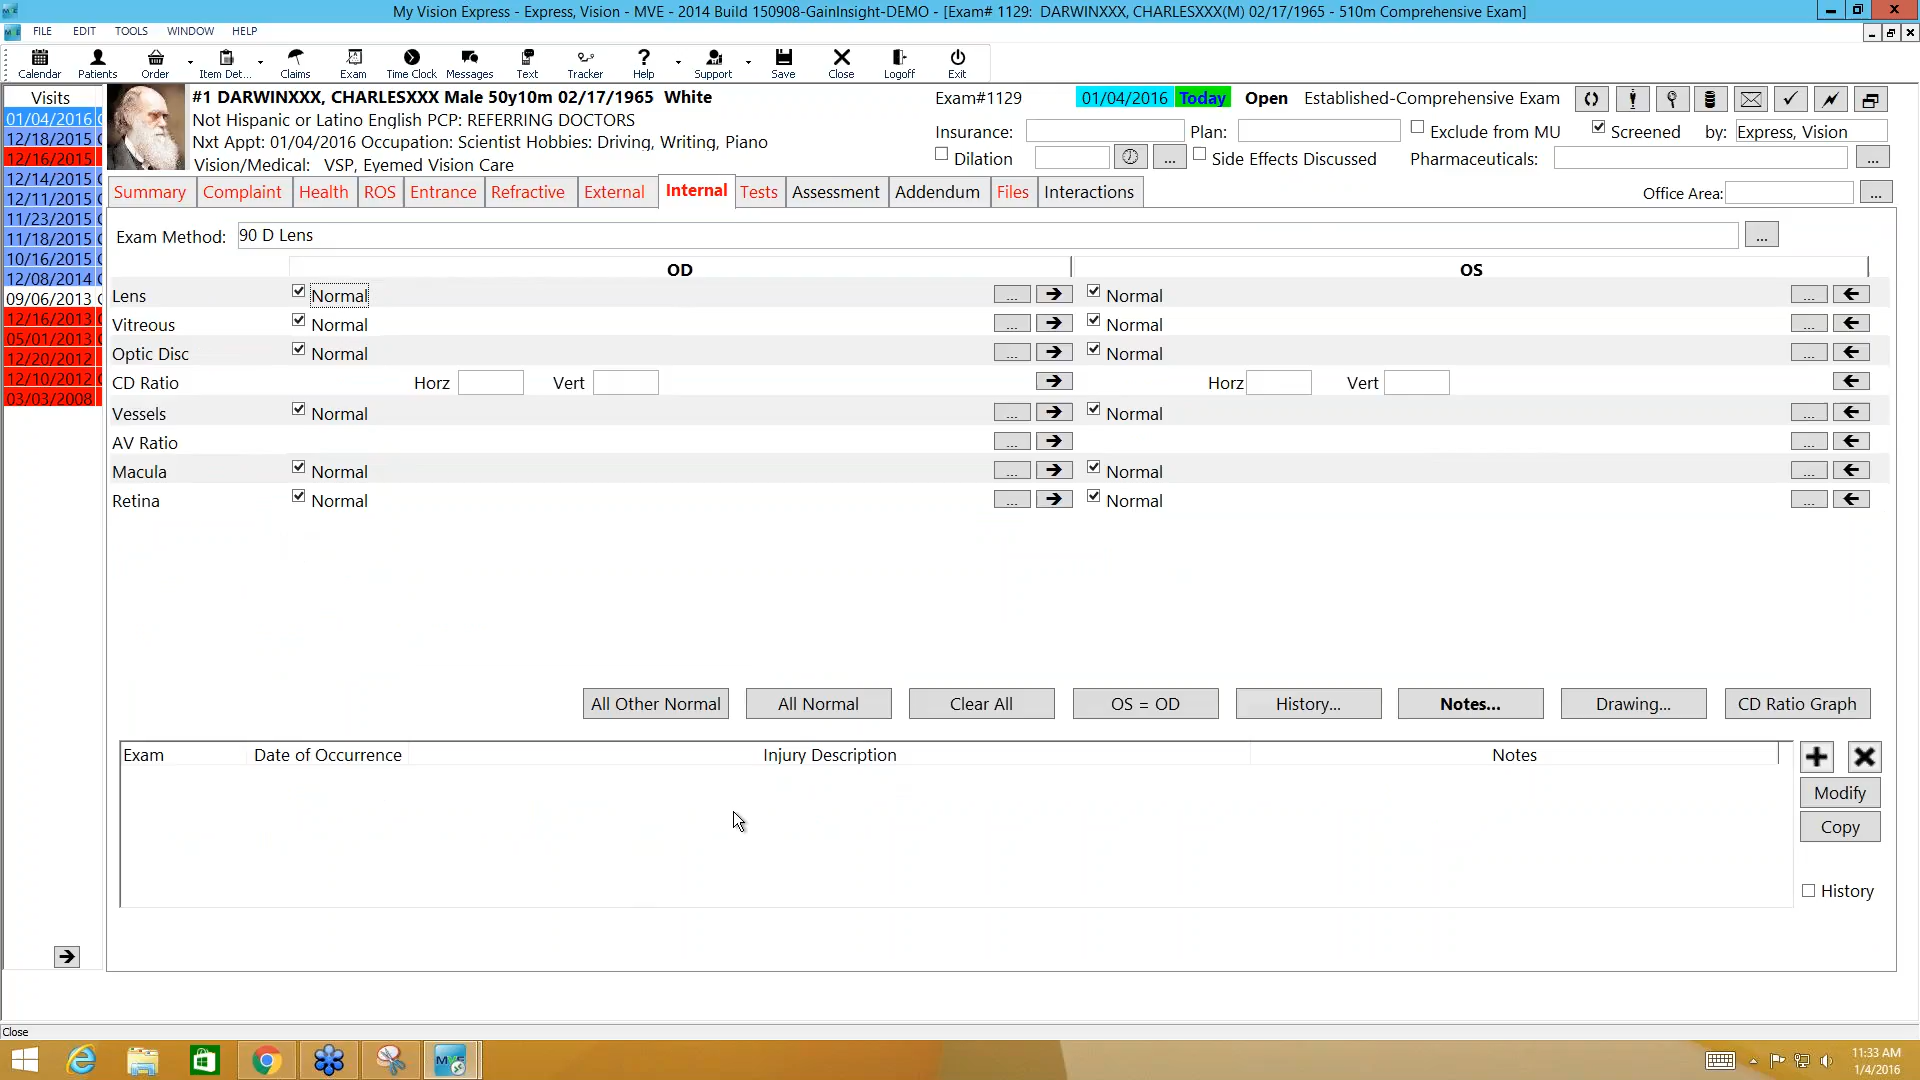 My Vision Express - Express, Vision - MVE - 2014 Build 150908-GainInsight-DEMO - [Exam# 1129: DARWINXXX, CHARLESXXX(M) 02/17/1965 - 510m Comprehensive Exam]
FILE EDIT TOOLS WINDOW HELP
Calendar Patients Order Item Det... Claims Exam Time Clock Messages Text Tracker Help Support Save Close Logoff Exit
Visits
01/04/2016
12/18/2015
12/16/2015
12/14/2015
12/11/2015
11/23/2015
11/18/2015
10/16/2015
12/08/2014
09/06/2013
12/16/2013
05/01/2013
12/20/2012
12/10/2012
03/03/2008
#1 DARWINXXX, CHARLESXXX Male 50y10m 02/17/1965 White
Not Hispanic or Latino English PCP: REFERRING DOCTORS
Nxt Appt: 01/04/2016 Occupation: Scientist Hobbies: Driving, Writing, Piano
Vision/Medical: VSP, Eyemed Vision Care
Exam#1129 01/04/2016 Today Open Established-Comprehensive Exam
Insurance: Plan: Exclude from MU Screened by: Express, Vision
Dilation ... Side Effects Discussed Pharmaceuticals: ...
Summary Complaint Health ROS Entrance Refractive External Internal Tests Assessment Addendum Files Interactions
Office Area: ...
Exam Method: 90 D Lens ...
OD OS
Lens Normal ... Normal ...
Vitreous Normal ... Normal ...
Optic Disc Normal ... Normal ...
CD Ratio Horz Vert Horz Vert
Vessels Normal ... Normal ...
AV Ratio ... ...
Macula Normal ... Normal ...
Retina Normal ... Normal ...
All Other Normal All Normal Clear All OS = OD History... Notes... Drawing... CD Ratio Graph
Exam Date of Occurrence Injury Description Notes
Modify
Copy
History
Close
MVE
11:33 AM
1/4/2016